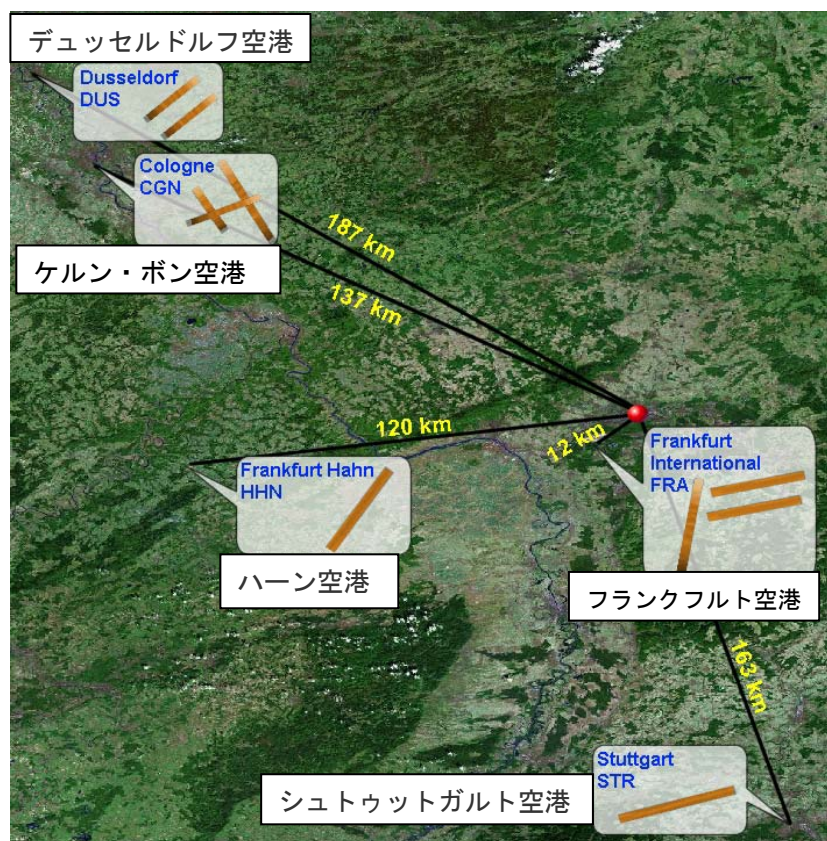 デュッセルドルフ空港
Dusseldorf
DUS
Cologne
CGN
ケルン・ボン空港
187 km
137 km
120 km
12 km
Frankfurt
International
FRA
Frankfurt Hahn
HHN
ハーン空港
フランクフルト空港
163 km
Stuttgart
STR
シュトゥットガルト空港